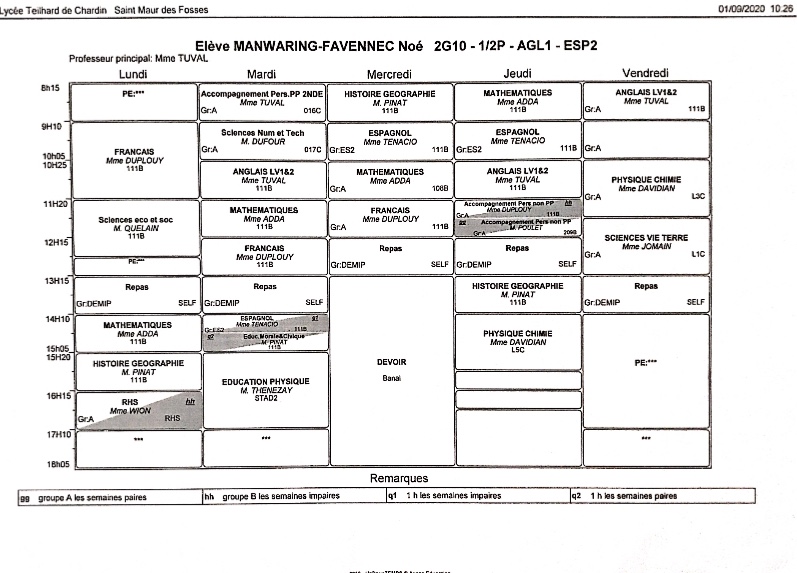 Lycée Teilhard de Chardin Saint Maur des Fosses
01/09/2020 10:26
Elève MANWARING-FAVENNEC Noé 2G10 - 1/2P - AGL1 - ESP2
Professeur principal: Mme TUVAL
Lundi
Mardi
Mercredi
Jeudi
Vendredi
8h15
9H10
10h05
10H25
11H20
12H15
13H15
14H10
15h05
15H20
16H15
17H10
18h05
PE:***
FRANCAIS
Mme DUPLOUY
111B
Sciences eco et soc
M. QUELAIN
111B
PE:***
Repas
Gr:DEMIP SELF
MATHEMATIQUES
Mme ADDA
111B
HISTOIRE GEOGRAPHIE
M. PINAT
111B
RHS hh
Mme WION
Gr:A RHS
***
Accompagnement Pers.PP 2NDE
Mme TUVAL
Gr:A 016C
Sciences Num et Tech
M. DUFOUR
Gr:A 017C
ANGLAIS LV1&2
Mme TUVAL
111B
MATHEMATIQUES
Mme ADDA
111B
FRANCAIS
Mme DUPLOUY
111B
Repas
Gr:DEMIP SELF
ESPAGNOL q1
Mme TENACIO
Gr:ES2 111B
q2 Educ.Morale&Civique
M. PINAT
111B
EDUCATION PHYSIQUE
M. THENEZAY
STAD2
***
HISTOIRE GEOGRAPHIE
M. PINAT
111B
ESPAGNOL
Mme TENACIO
Gr:ES2 111B
MATHEMATIQUES
Mme ADDA
Gr:A 106B
FRANCAIS
Mme DUPLOUY
Gr:A 111B
Repas
Gr:DEMIP SELF
DEVOIR
Banal
MATHEMATIQUES
Mme ADDA
111B
ESPAGNOL
Mme TENACIO
Gr:ES2 111B
ANGLAIS LV1&2
Mme TUVAL
111B
Accompagnement Pers non PP hh
Mme DUPLOUY
Gr:A 111B
gg Accompagnement Pers non PP
M. POULET
Gr:A 209B
Repas
Gr:DEMIP SELF
HISTOIRE GEOGRAPHIE
M. PINAT
111B
PHYSIQUE CHIMIE
Mme DAVIDIAN
L5C
ANGLAIS LV1&2
Mme TUVAL
Gr:A 111B
Gr:A
PHYSIQUE CHIMIE
Mme DAVIDIAN
Gr:A L3C
SCIENCES VIE TERRE
Mme JOMAIN
Gr:A L1C
Repas
Gr:DEMIP SELF
PE:***
***
Remarques
gg groupe A les semaines paires
hh groupe B les semaines impaires
q1 1 h les semaines impaires
q2 1 h les semaines paires